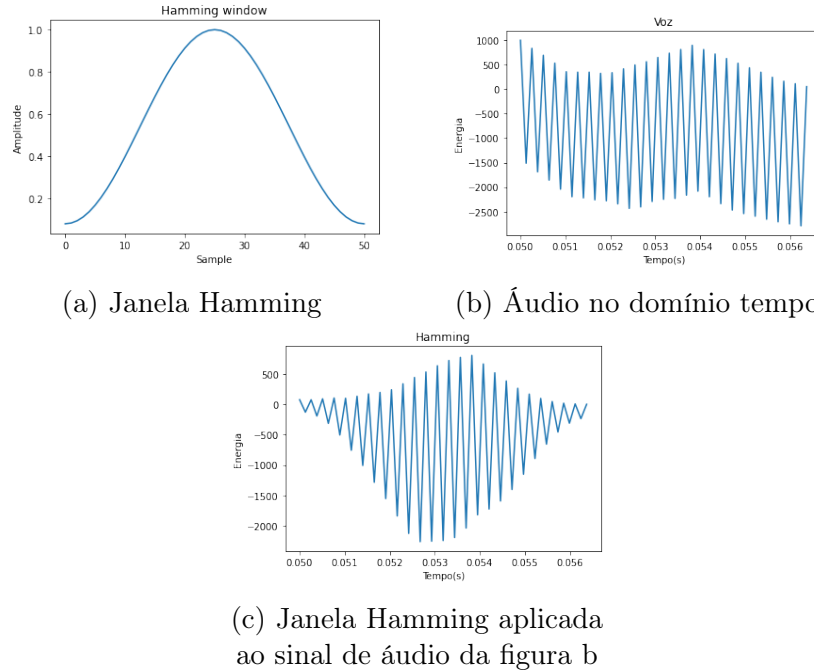 Hamming window
Amplitude
1.0
0.8
0.6
0.4
0.2
0 10 20 30 40 50
Sample
(a) Janela Hamming
Voz
Energia
1000
500
0
−500
−1000
−1500
−2000
−2500
0.050 0.051 0.052 0.053 0.054 0.055 0.056
Tempo(s)
(b) Áudio no domínio tempo
Hamming
Energia
500
0
−500
−1000
−1500
−2000
0.050 0.051 0.052 0.053 0.054 0.055 0.056
Tempo(s)
(c) Janela Hamming aplicada
ao sinal de áudio da figura b